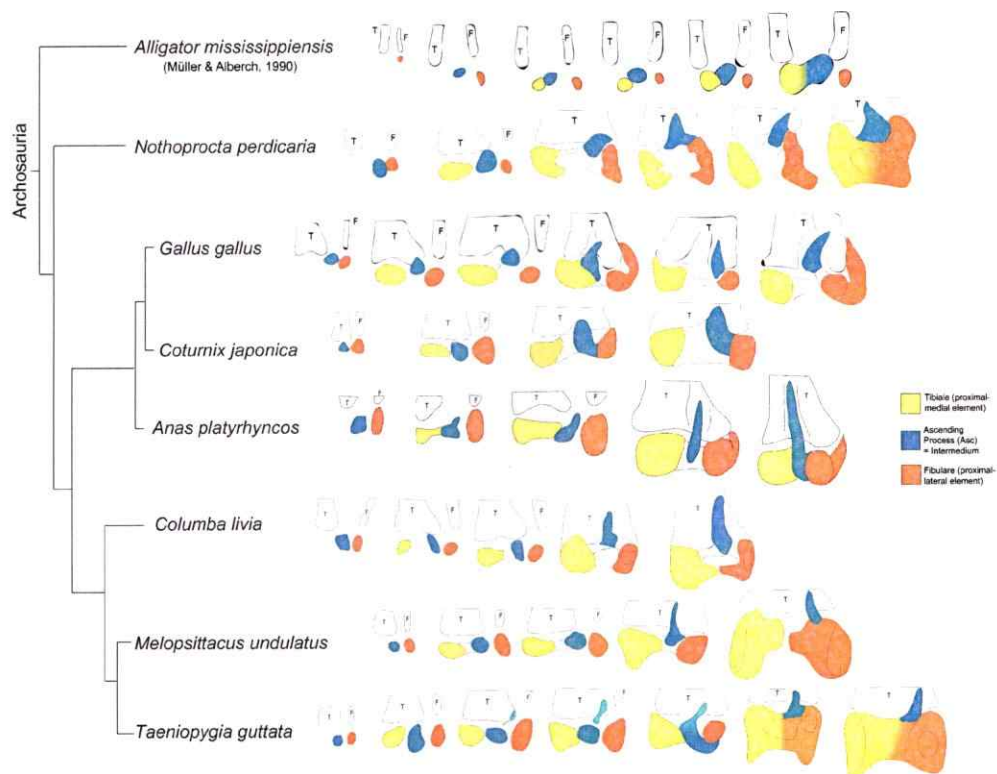 Archosauria
Alligator mississippiensis
(Müller & Alberch, 1990)
T F T F T F T F T F T F
Nothoprocta perdicaria
T F T F T T T T
Gallus gallus
T F T F T F T T T
Coturnix japonica
T F T F T T
Anas platyrhyncos
T F T F T F T T
Tibiale (proximal-
medial element)
Ascending
Process (Asc)
= Intermedium
Fibulare (proximal-
lateral element)
Columba livia
T F T F T F T T
Melopsittacus undulatus
T F T F T F T T
Taeniopygia guttata
T F T F T F T F T T T